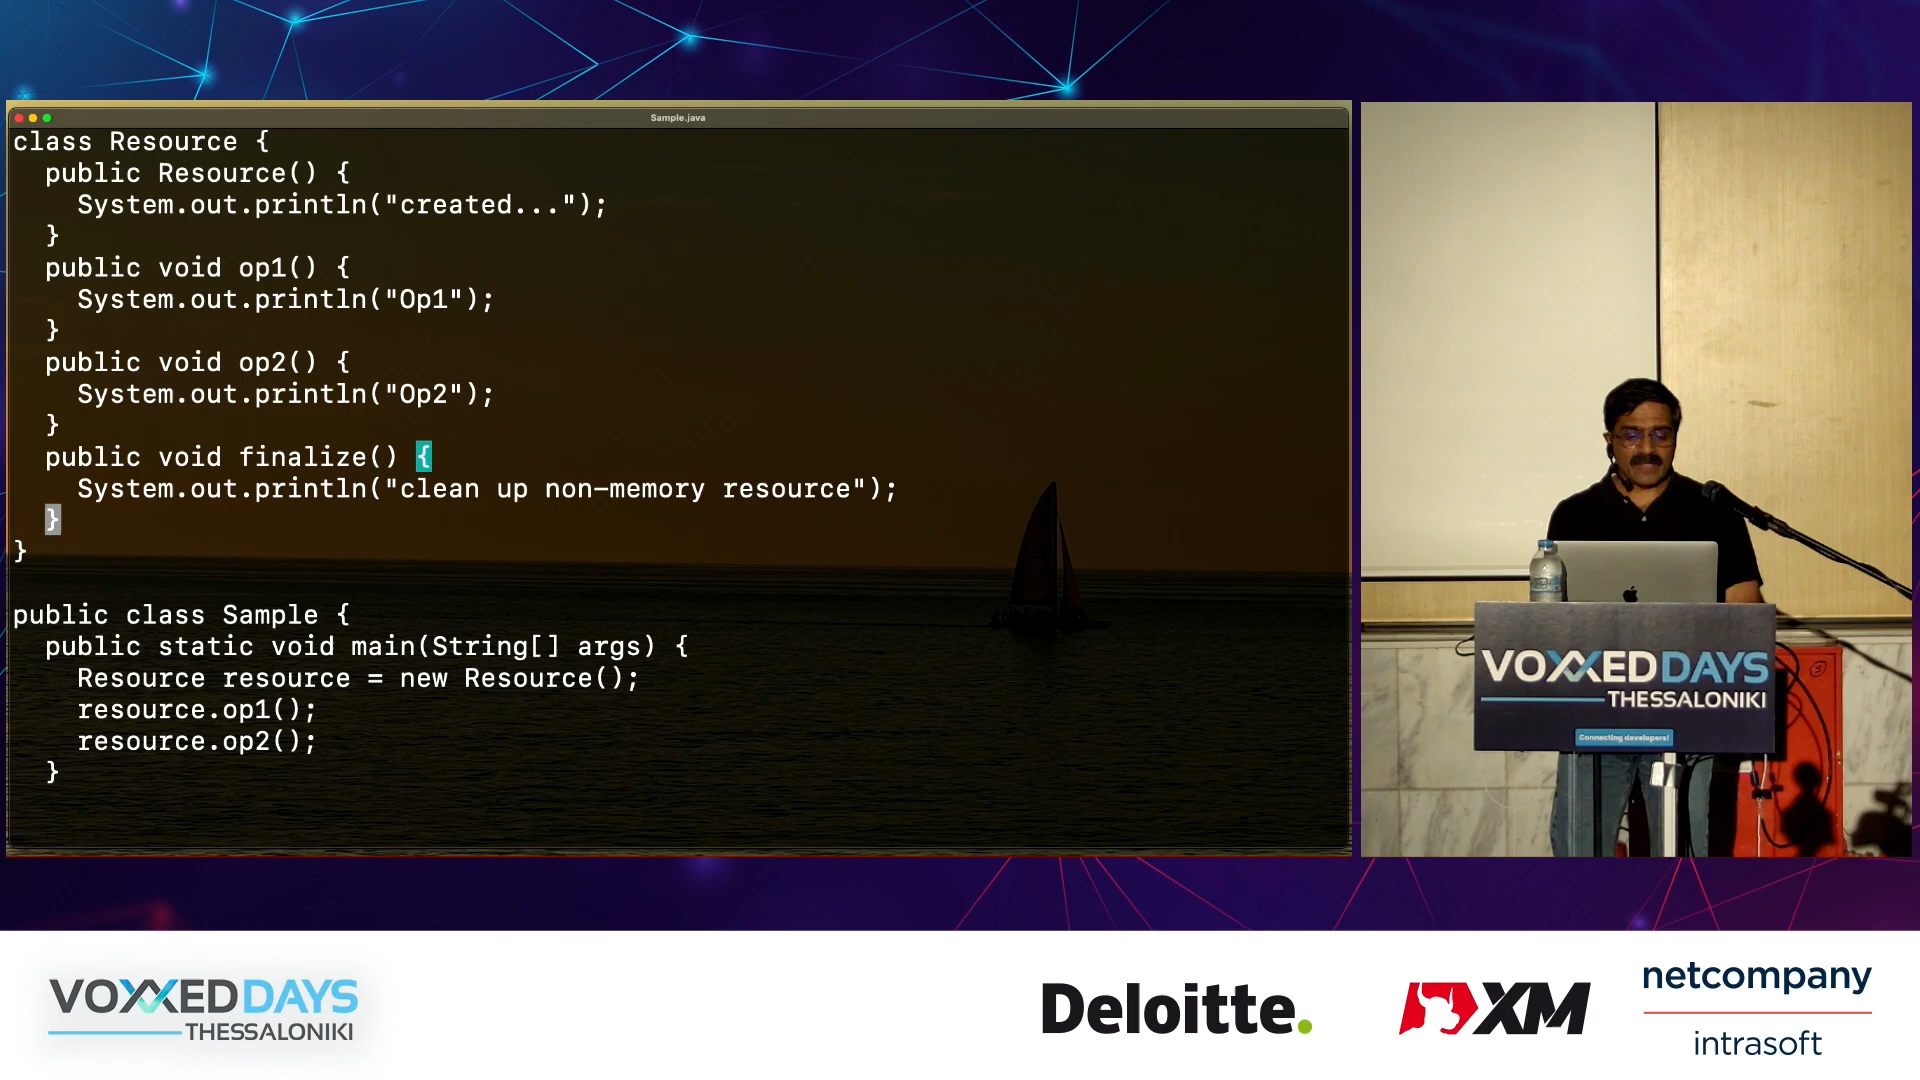 Sample.java
class Resource {
  public Resource() {
    System.out.println("created...");
  }
  public void op1() {
    System.out.println("Op1");
  }
  public void op2() {
    System.out.println("Op2");
  }
  public void finalize() {
    System.out.println("clean up non-memory resource");
  }
}
public class Sample {
  public static void main(String[] args) {
    Resource resource = new Resource();
    resource.op1();
    resource.op2();
  }
VOXXED DAYS
THESSALONIKI
Connecting developers!
VOXXED DAYS
THESSALONIKI
Deloitte.
XM
netcompany
intrasoft